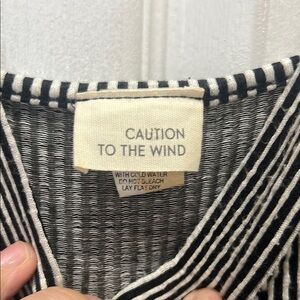 CAUTION
TO THE WIND
WITH COLD WATER
DO NOT BLEACH
LAY FLAT DRY